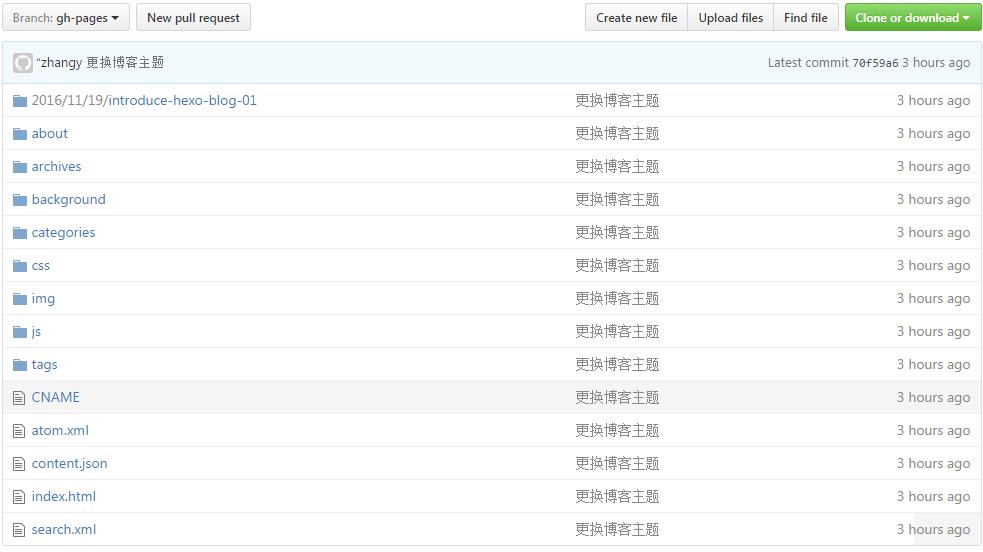 Branch: gh-pages New pull request Create new file Upload files Find file Clone or download
“zhangy 更换博客主题 Latest commit 70f59a6 3 hours ago
2016/11/19/introduce-hexo-blog-01 更换博客主题 3 hours ago
about 更换博客主题 3 hours ago
archives 更换博客主题 3 hours ago
background 更换博客主题 3 hours ago
categories 更换博客主题 3 hours ago
css 更换博客主题 3 hours ago
img 更换博客主题 3 hours ago
js 更换博客主题 3 hours ago
tags 更换博客主题 3 hours ago
CNAME 更换博客主题 3 hours ago
atom.xml 更换博客主题 3 hours ago
content.json 更换博客主题 3 hours ago
index.html 更换博客主题 3 hours ago
search.xml 更换博客主题 3 hours ago